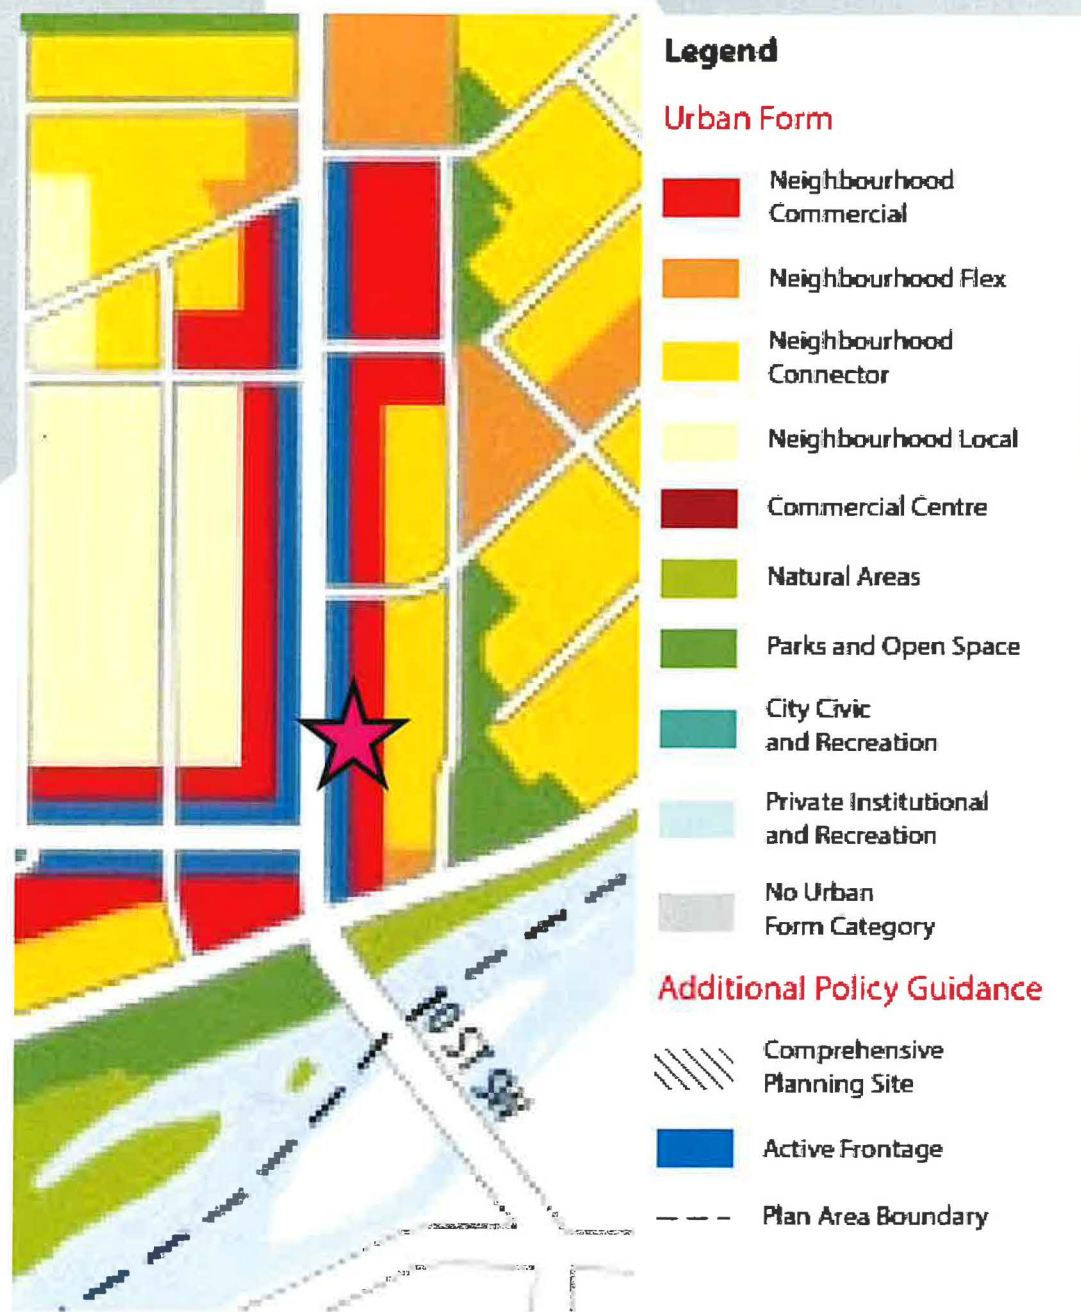 Legend
Urban Form
Neighbourhood
Commercial
Neighbourhood Flex
Neighbourhood
Connector
Neighbourhood Local
Commercial Centre
Natural Areas
Parks and Open Space
City Civic
and Recreation
Private Institutional
and Recreation
No Urban
Form Category
Additional Policy Guidance
Comprehensive
Planning Site
Active Frontage
Plan Area Boundary
10 St